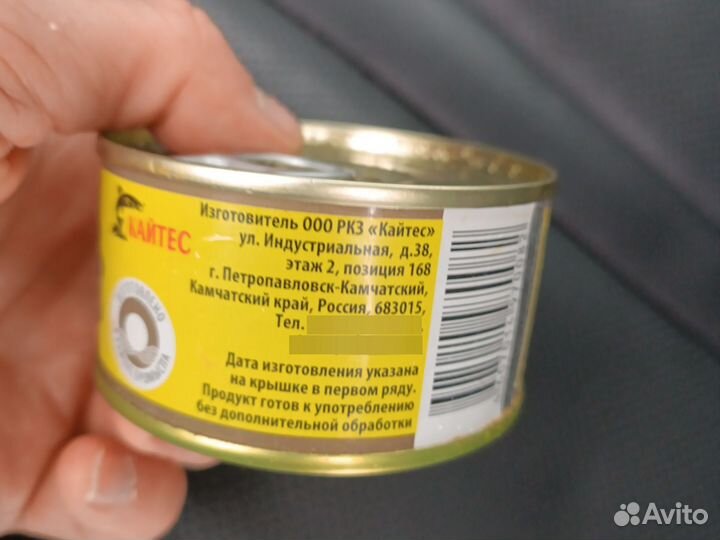 КАЙТЕС
Изготовитель ООО РКЗ «Кайтес»
ул. Индустриальная, д.38,
этаж 2, позиция 168
г. Петропавловск-Камчатский,
Камчатский край, Россия, 683015,
Тел.
Дата изготовления указана
на крышке в первом ряду.
Продукт готов к употреблению
без дополнительной обработки
Avito